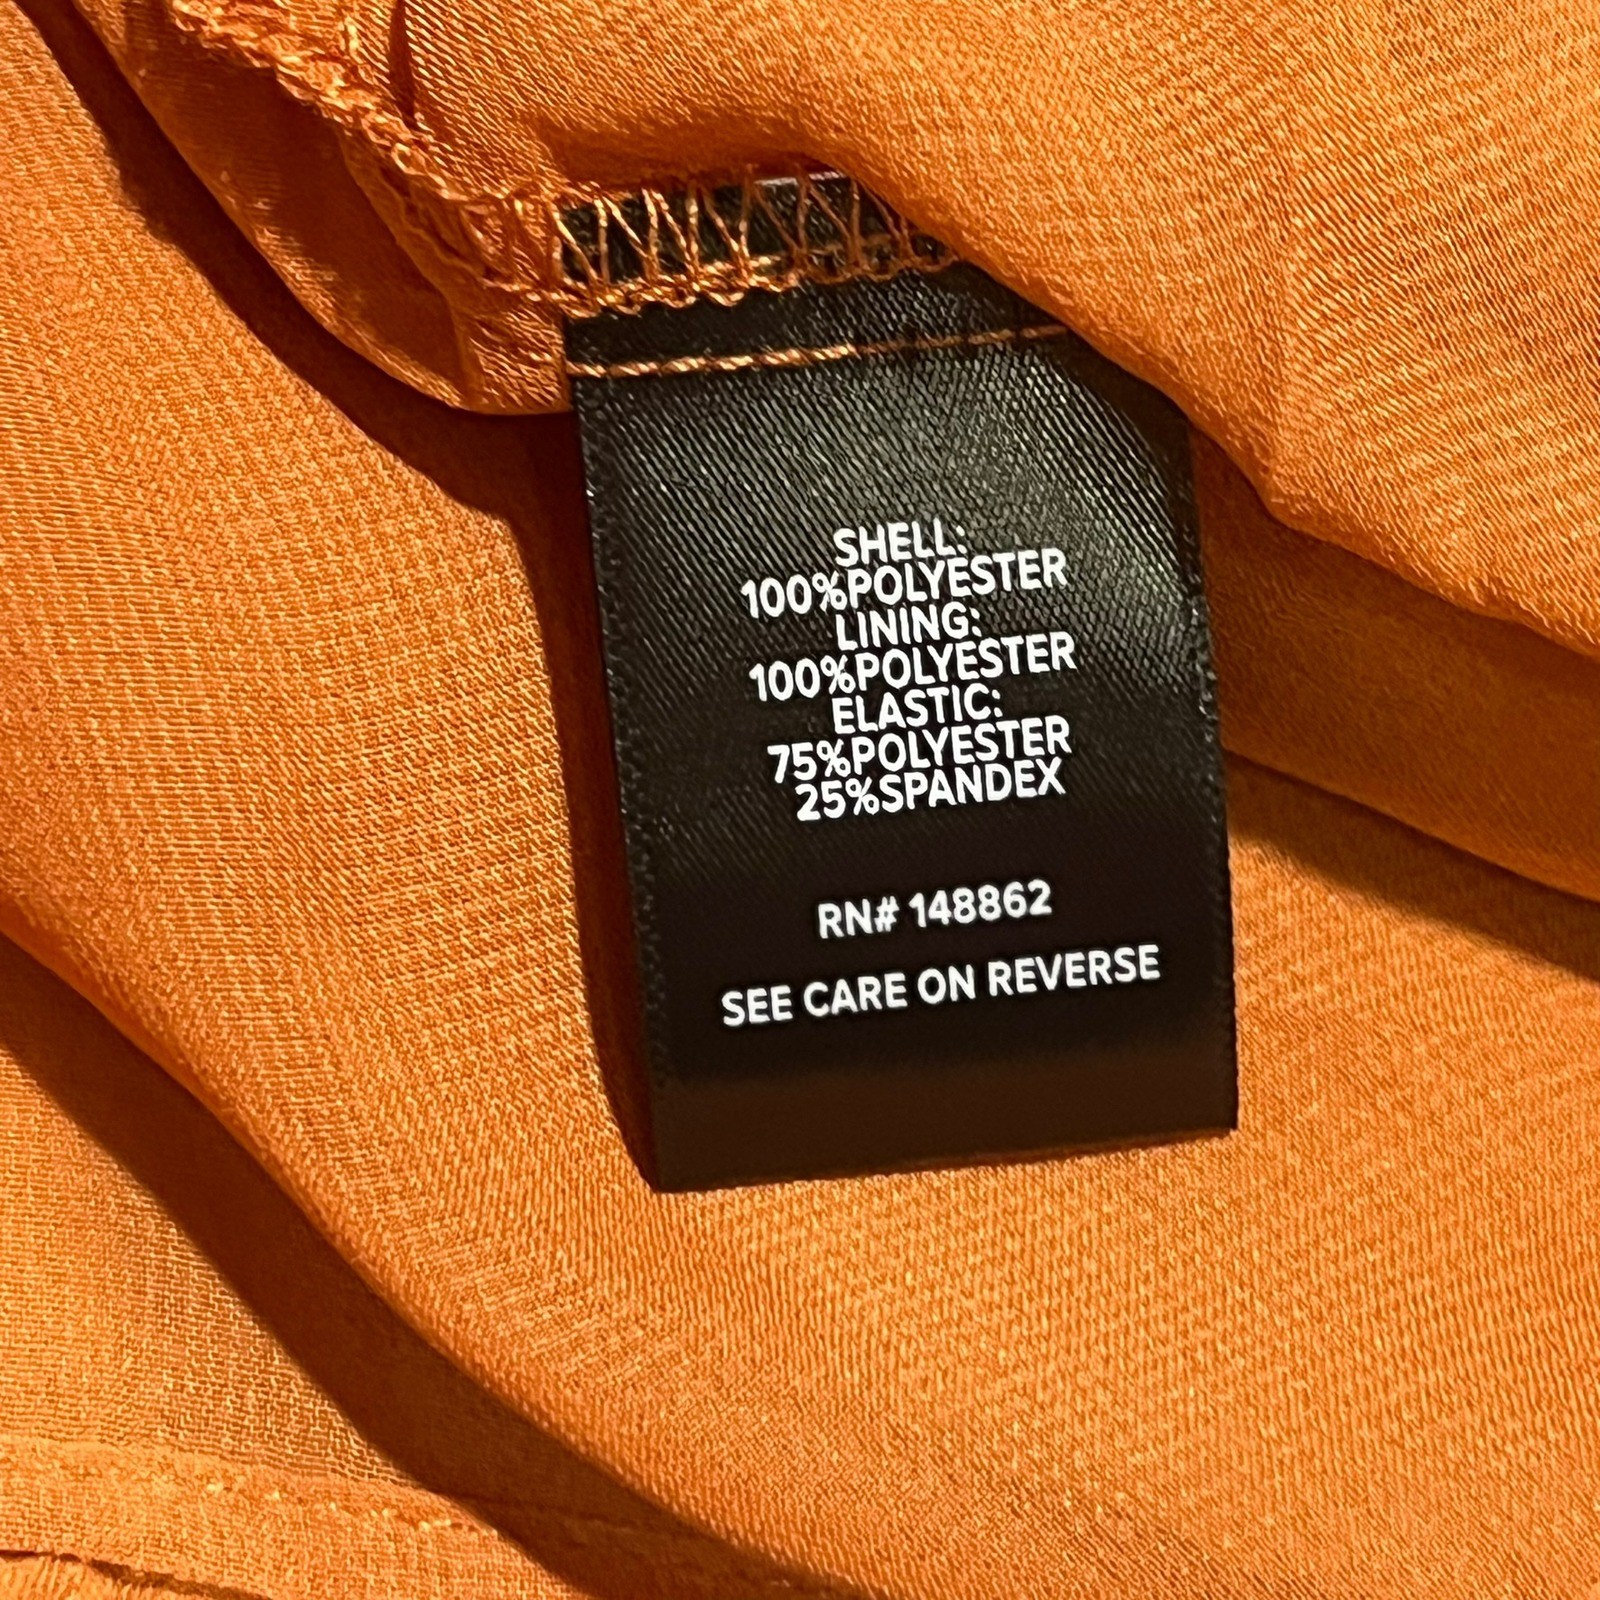 SHELL:
100%POLYESTER
LINING:
100%POLYESTER
ELASTIC:
75%POLYESTER
25%SPANDEX
RN# 148862
SEE CARE ON REVERSE